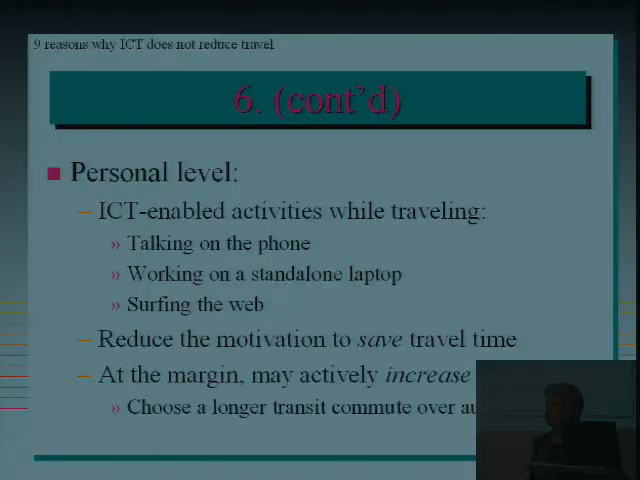 9 reasons why ICT does not reduce travel
6. (cont'd)
Personal level:
– ICT-enabled activities while traveling:
» Talking on the phone
» Working on a standalone laptop
» Surfing the web
– Reduce the motivation to save travel time
– At the margin, may actively increase
» Choose a longer transit commute over